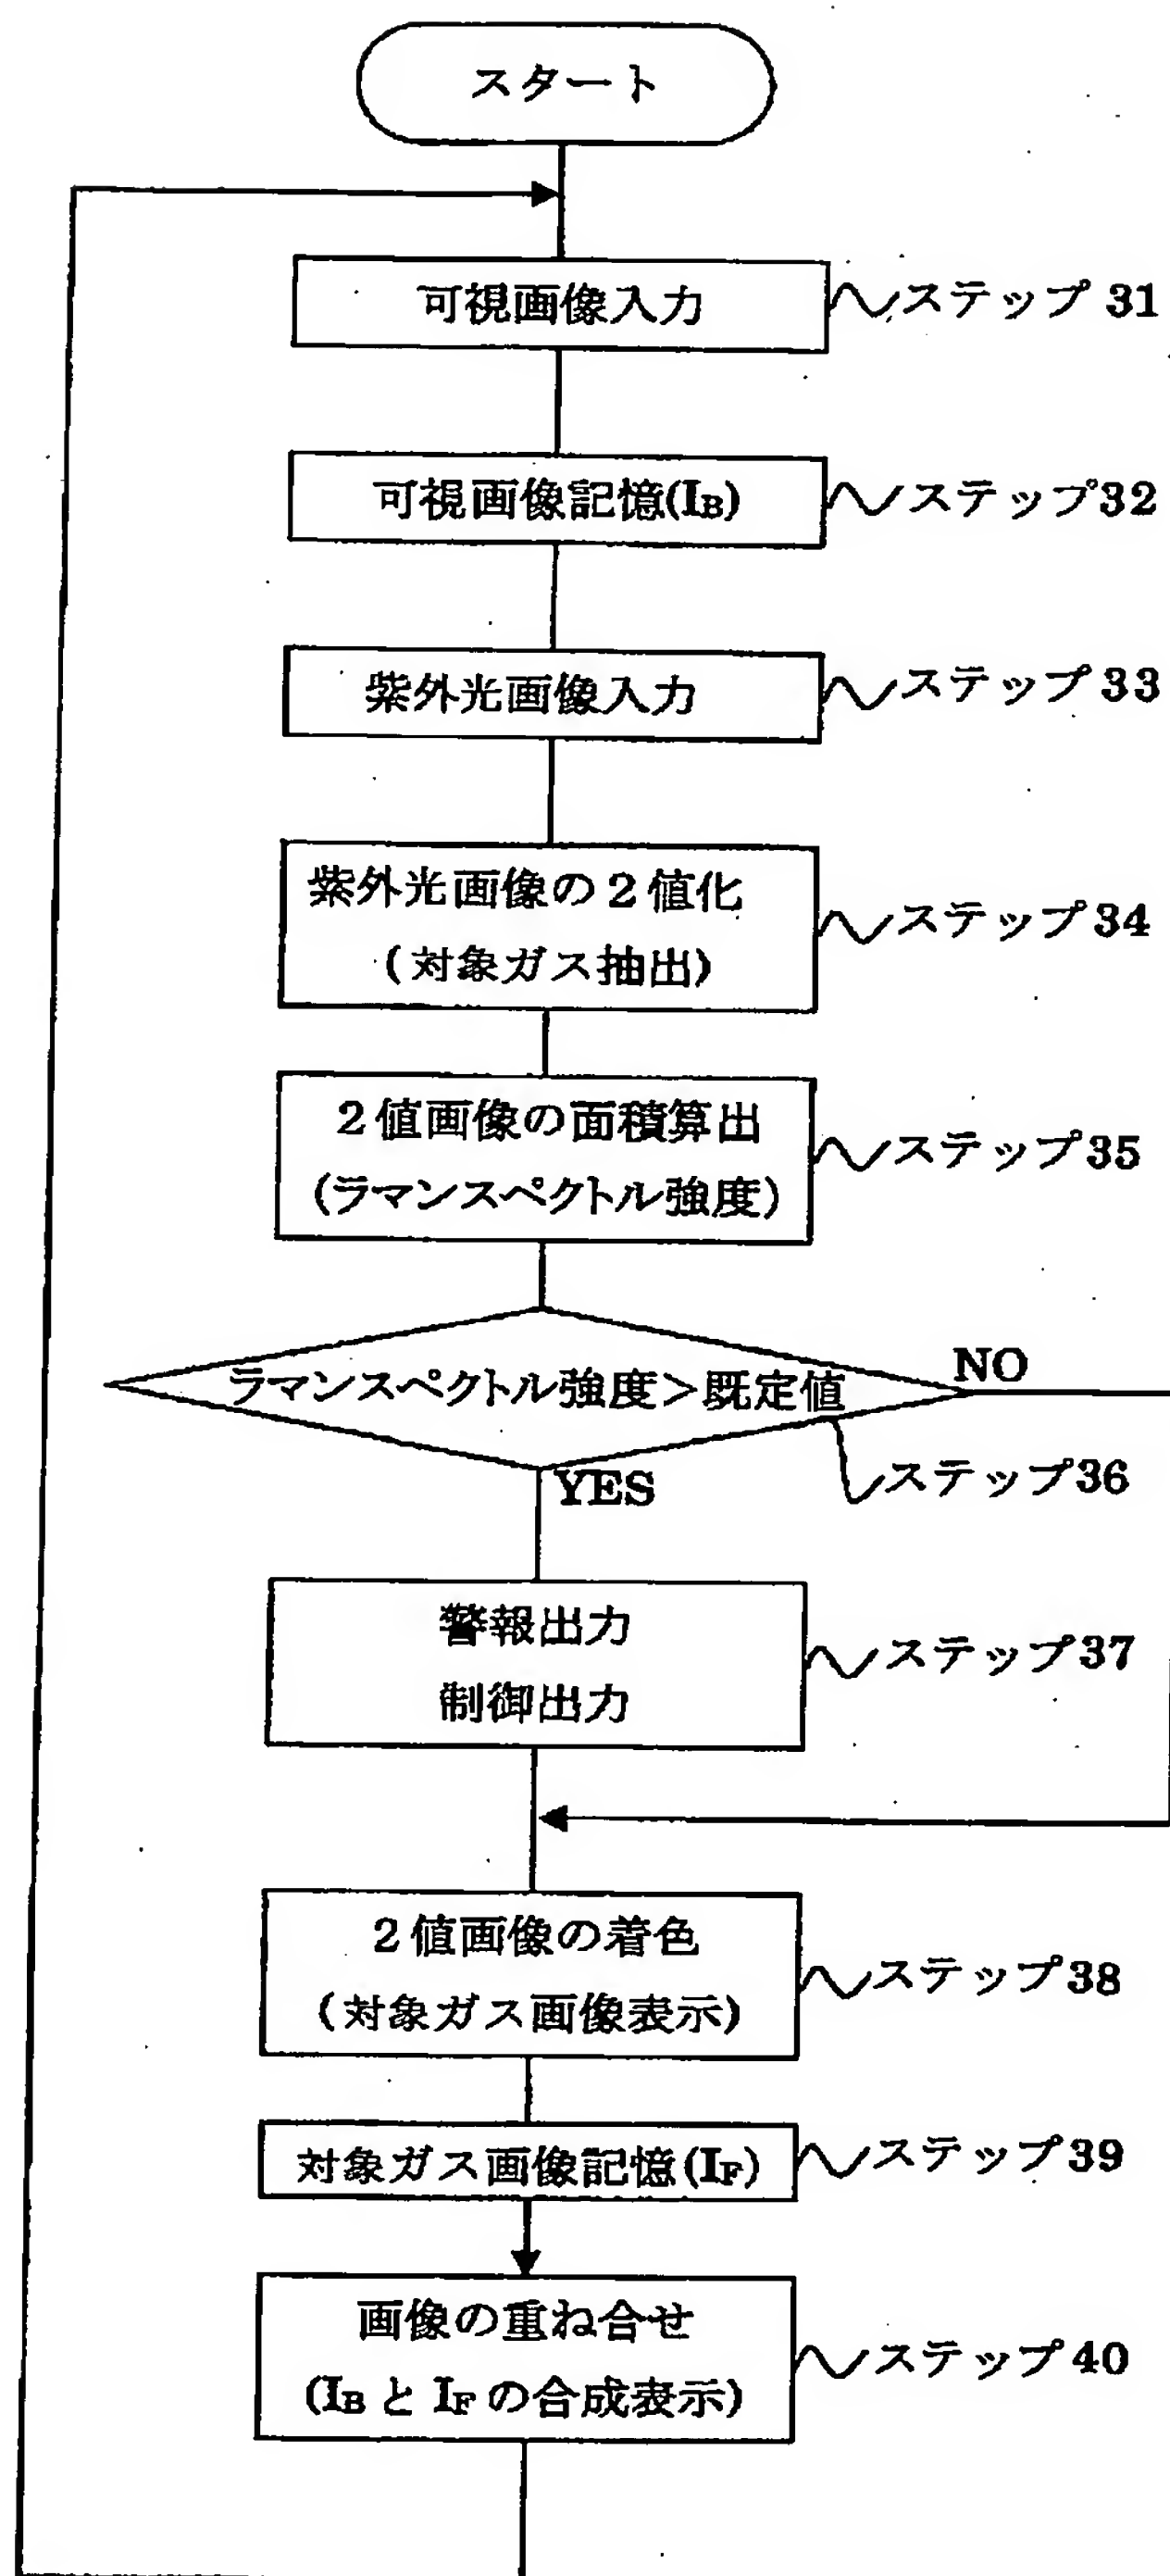 スタート
可視画像入力
ステップ 31
可視画像記憶(IB)
ステップ32
紫外光画像入力
ステップ 33
紫外光画像の2値化
(対象ガス抽出)
ステップ34
2値画像の面積算出
(ラマンスペクトル強度)
ステップ35
ラマンスペクトル強度>既定値
NO
ステップ36
YES
警報出力
制御出力
ステップ37
2値画像の着色
(対象ガス画像表示)
ステップ38
対象ガス画像記憶(IF)
ステップ39
画像の重ね合せ
(IBとIFの合成表示)
ステップ40